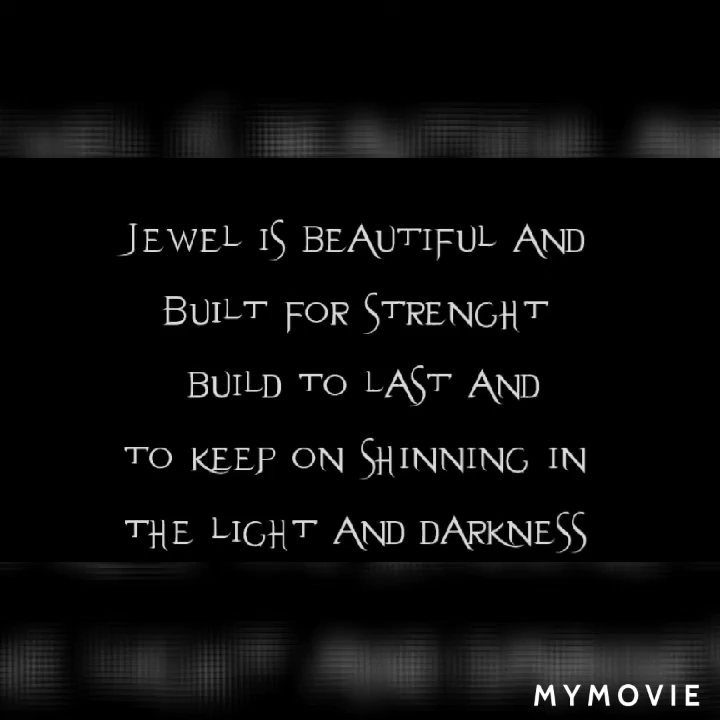 Jewel is beautiful and
Built for Strenght
build to last and
to keep on Shinning in
the Light and darkness
MYMOVIE